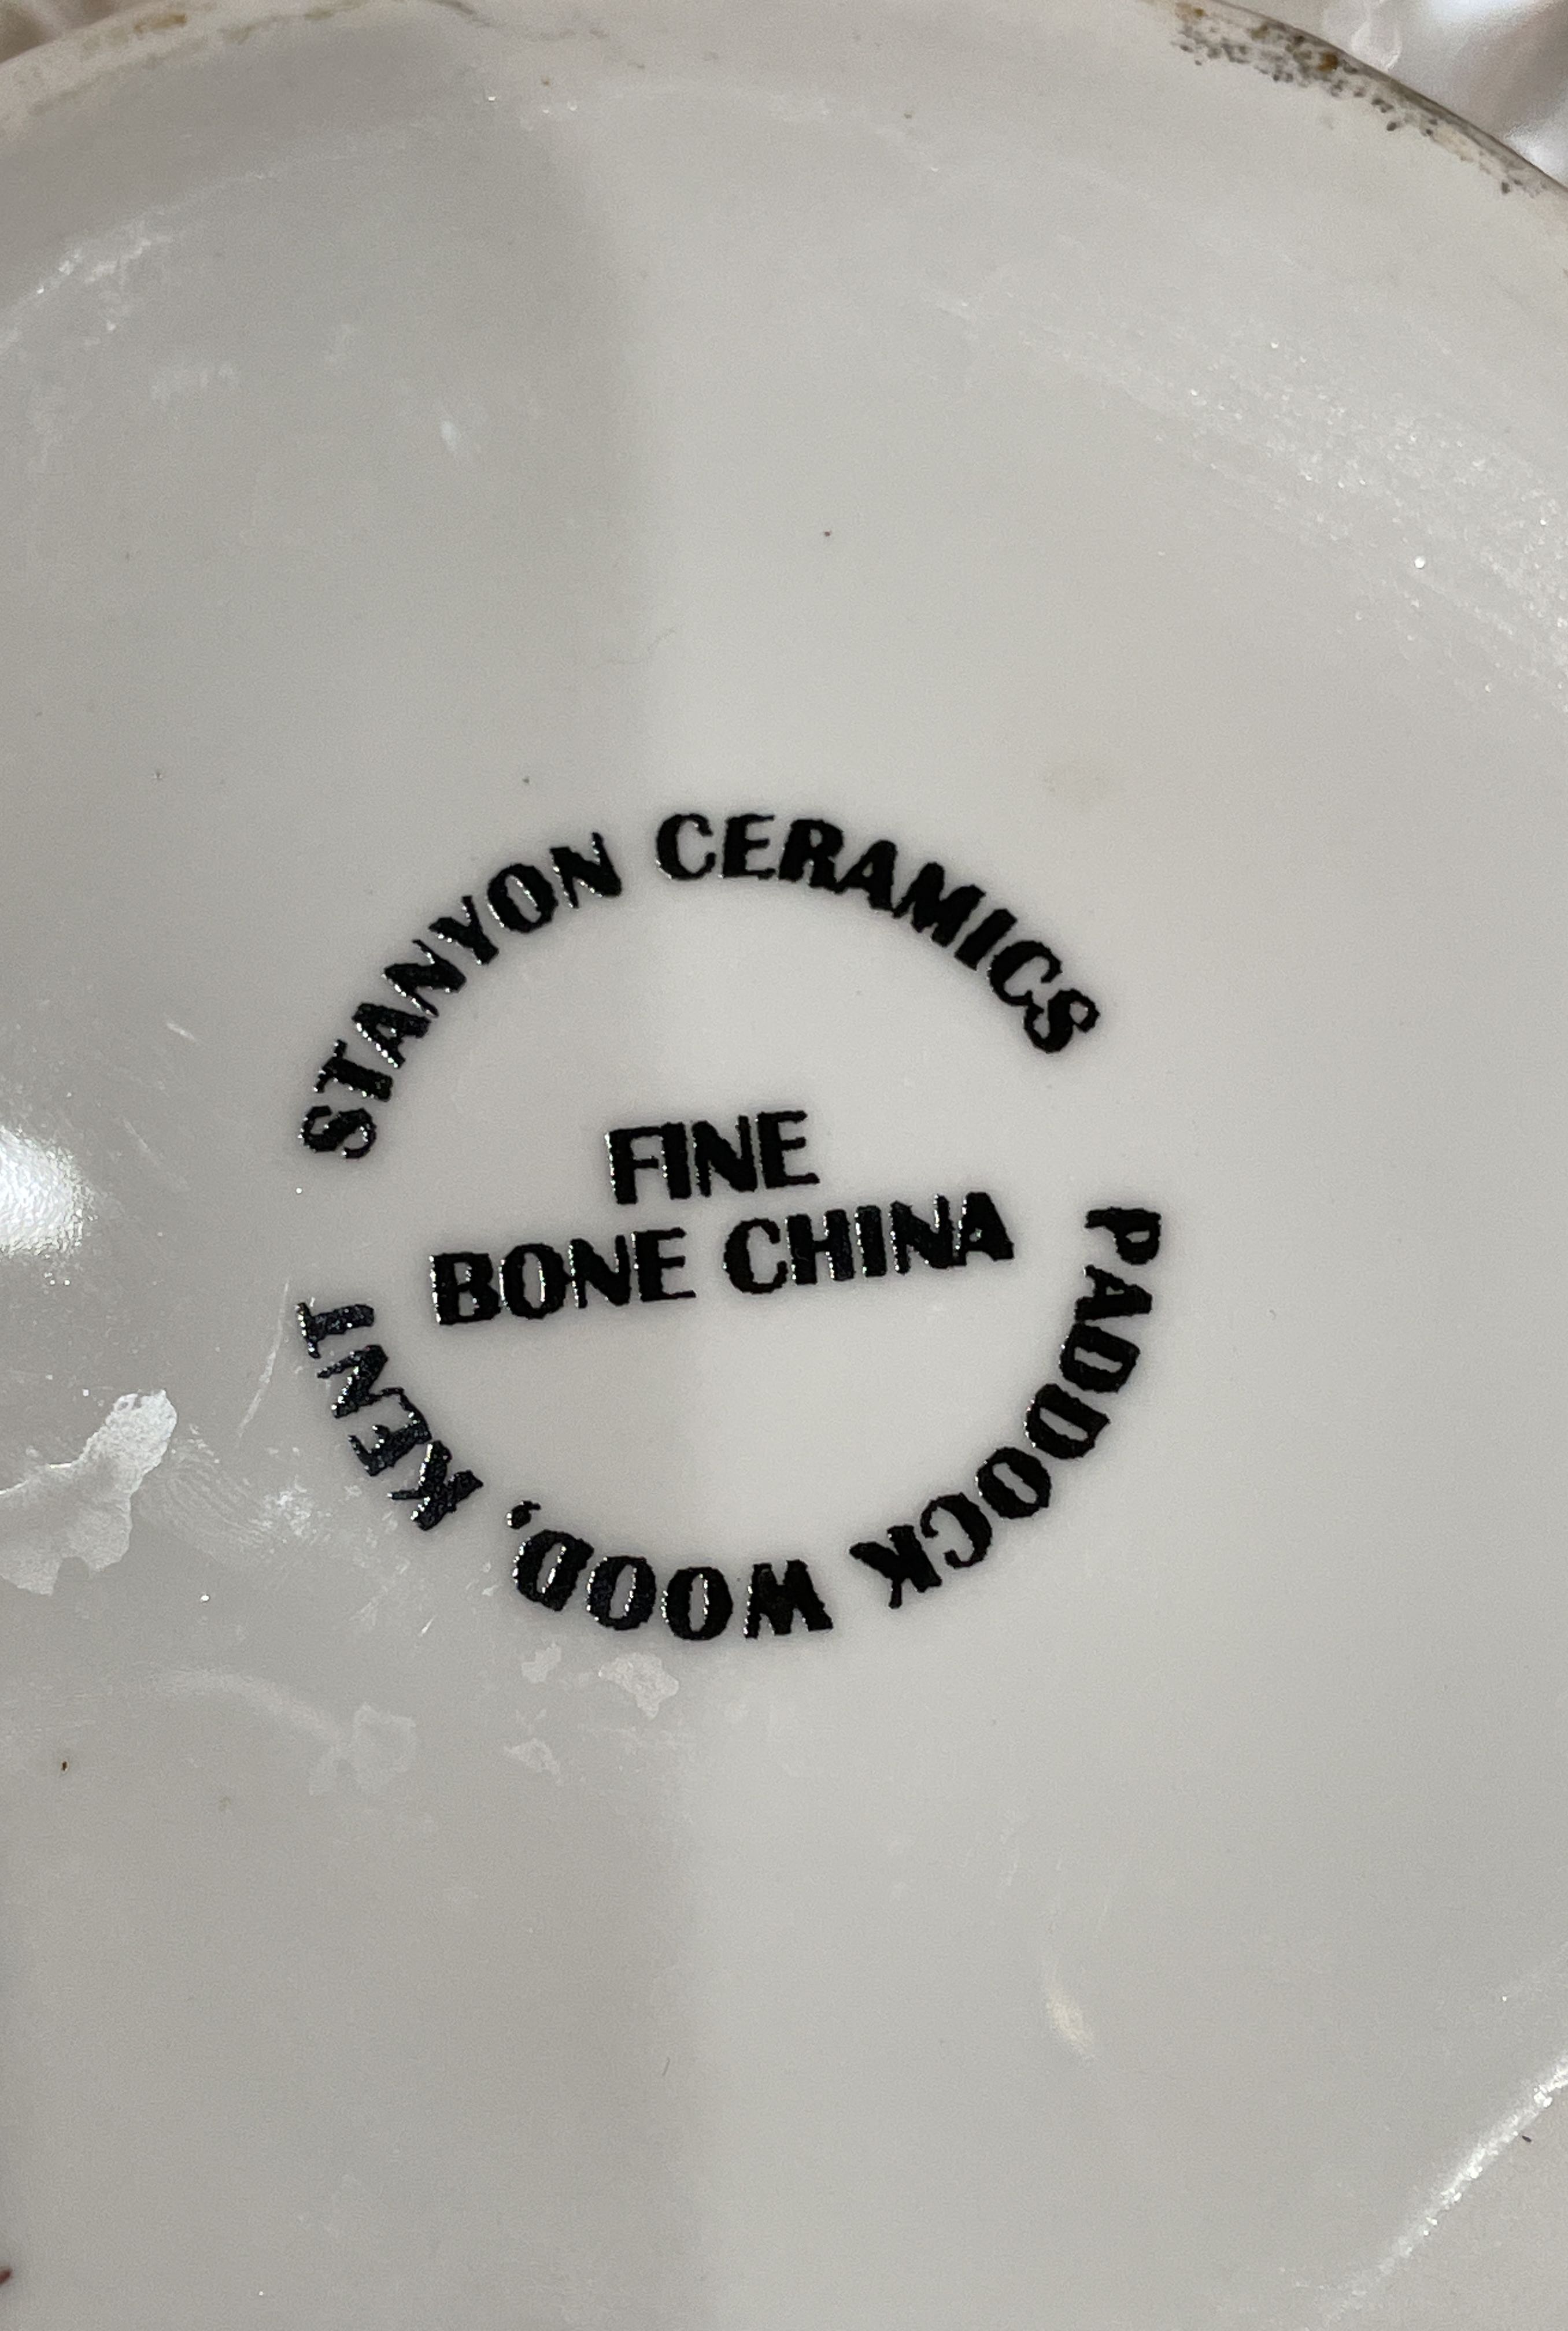 STANYON CERAMICS
FINE
BONE CHINA
PADDOCK WOOD, KENT